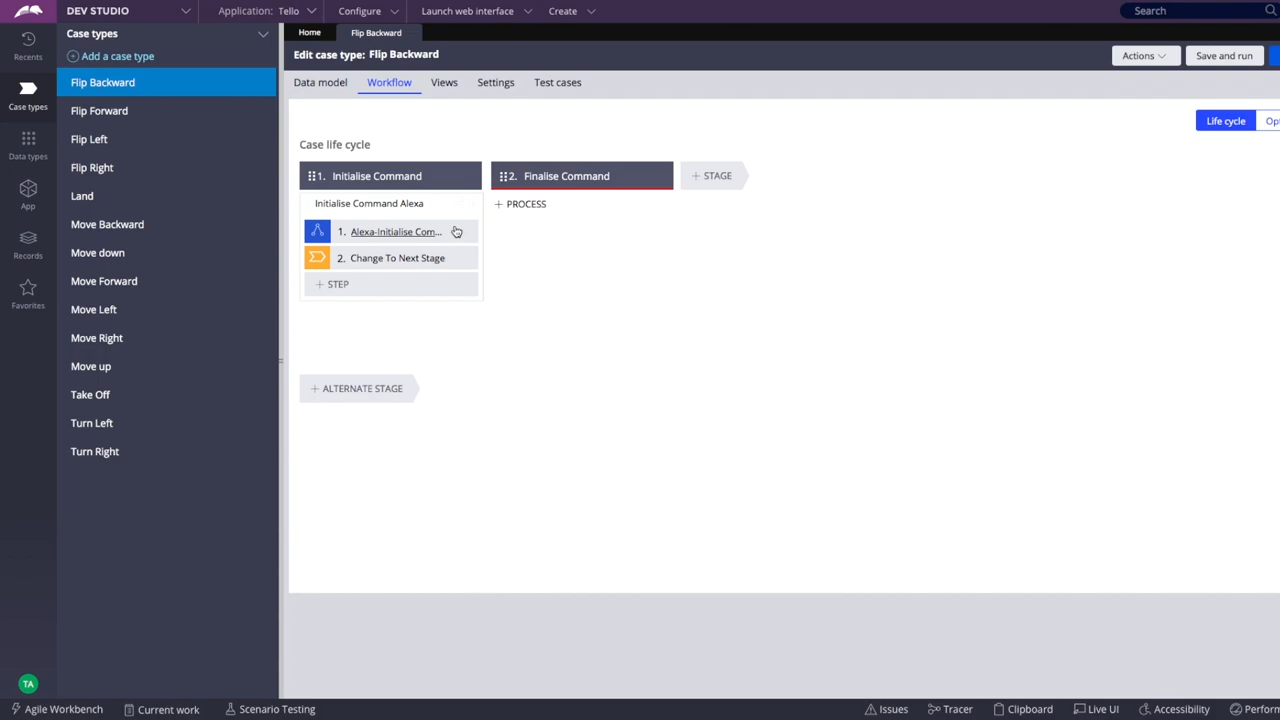 DEV STUDIO
Application: Tello
Configure
Launch web interface
Create
Search
Recents
Case types
Data types
App
Records
Favorites
TA
Case types
Add a case type
Flip Backward
Flip Forward
Flip Left
Flip Right
Land
Move Backward
Move down
Move Forward
Move Left
Move Right
Move up
Take Off
Turn Left
Turn Right
Home
Flip Backward
Edit case type: Flip Backward
Actions
Save and run
Data model
Workflow
Views
Settings
Test cases
Life cycle
Opt
Case life cycle
1. Initialise Command
2. Finalise Command
+ STAGE
Initialise Command Alexa
+ PROCESS
1. Alexa-Initialise Com...
2. Change To Next Stage
+ STEP
+ ALTERNATE STAGE
Agile Workbench
Current work
Scenario Testing
Issues
Tracer
Clipboard
Live UI
Accessibility
Perform